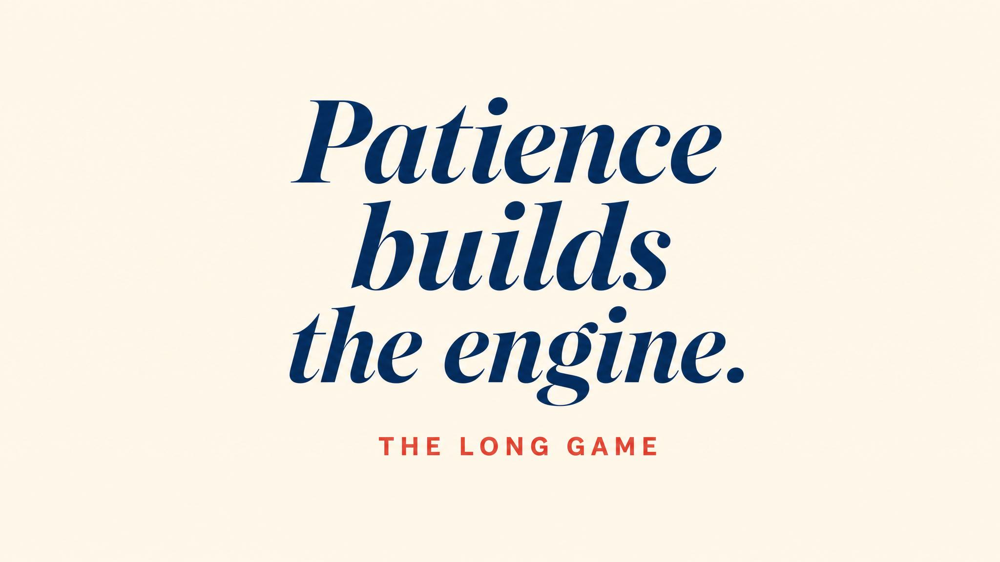 Patience
builds
the engine.
THE LONG GAME